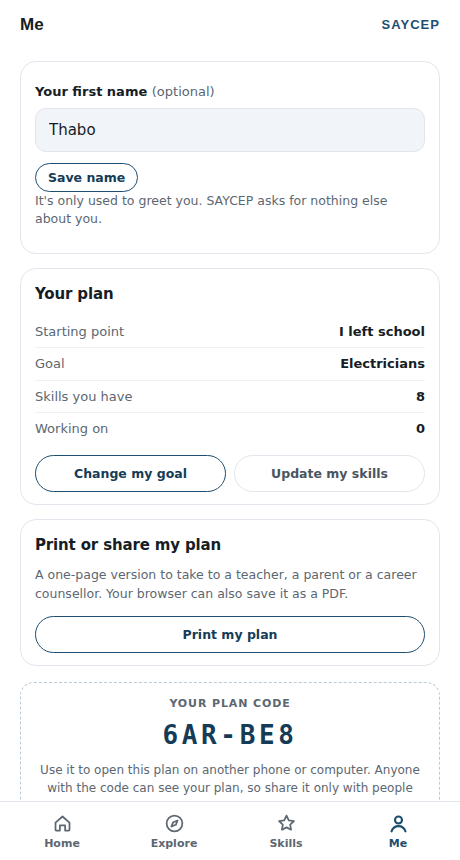 Me
SAYCEP
Your first name (optional)
Thabo
Save name
It's only used to greet you. SAYCEP asks for nothing else
about you.
Your plan
Starting point
I left school
Goal
Electricians
Skills you have
8
Working on
0
Change my goal
Update my skills
Print or share my plan
A one-page version to take to a teacher, a parent or a career
counsellor. Your browser can also save it as a PDF.
Print my plan
YOUR PLAN CODE
6AR-BE8
Use it to open this plan on another phone or computer. Anyone
with the code can see your plan, so share it only with people
Home
Explore
Skills
Me